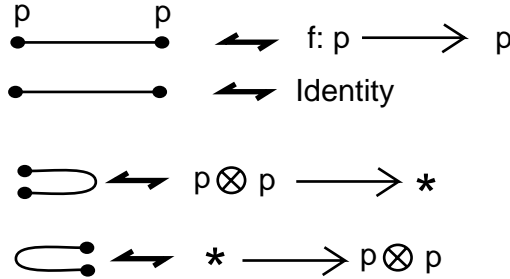 p p
f: p ⟶ p
Identity
p ⊗ p ⟶ *
* ⟶ p ⊗ p